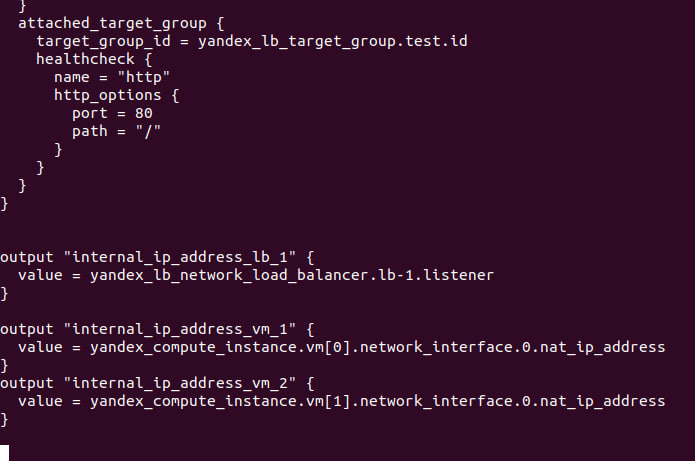 }
  attached_target_group {
    target_group_id = yandex_lb_target_group.test.id
    healthcheck {
      name = "http"
      http_options {
        port = 80
        path = "/"
      }
    }
  }
}
output "internal_ip_address_lb_1" {
  value = yandex_lb_network_load_balancer.lb-1.listener
}
output "internal_ip_address_vm_1" {
  value = yandex_compute_instance.vm[0].network_interface.0.nat_ip_address
}
output "internal_ip_address_vm_2" {
  value = yandex_compute_instance.vm[1].network_interface.0.nat_ip_address
}